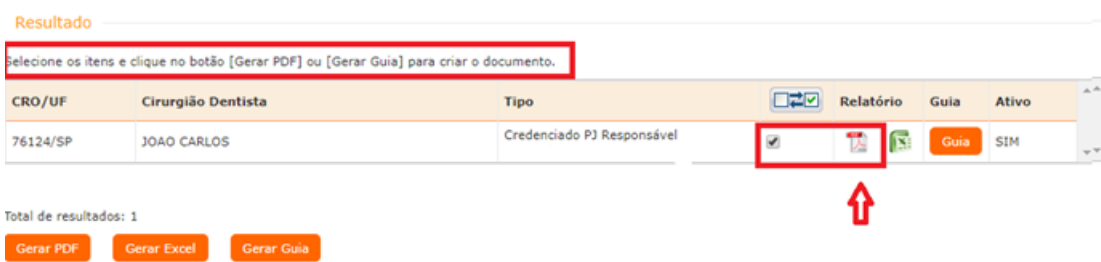 Resultado
Selecione os itens e clique no botão [Gerar PDF] ou [Gerar Guia] para criar o documento.
CRO/UF Cirurgião Dentista Tipo Relatório Guia Ativo
76124/SP JOAO CARLOS Credenciado PJ Responsável Guia SIM
Total de resultados: 1
Gerar PDF Gerar Excel Gerar Guia